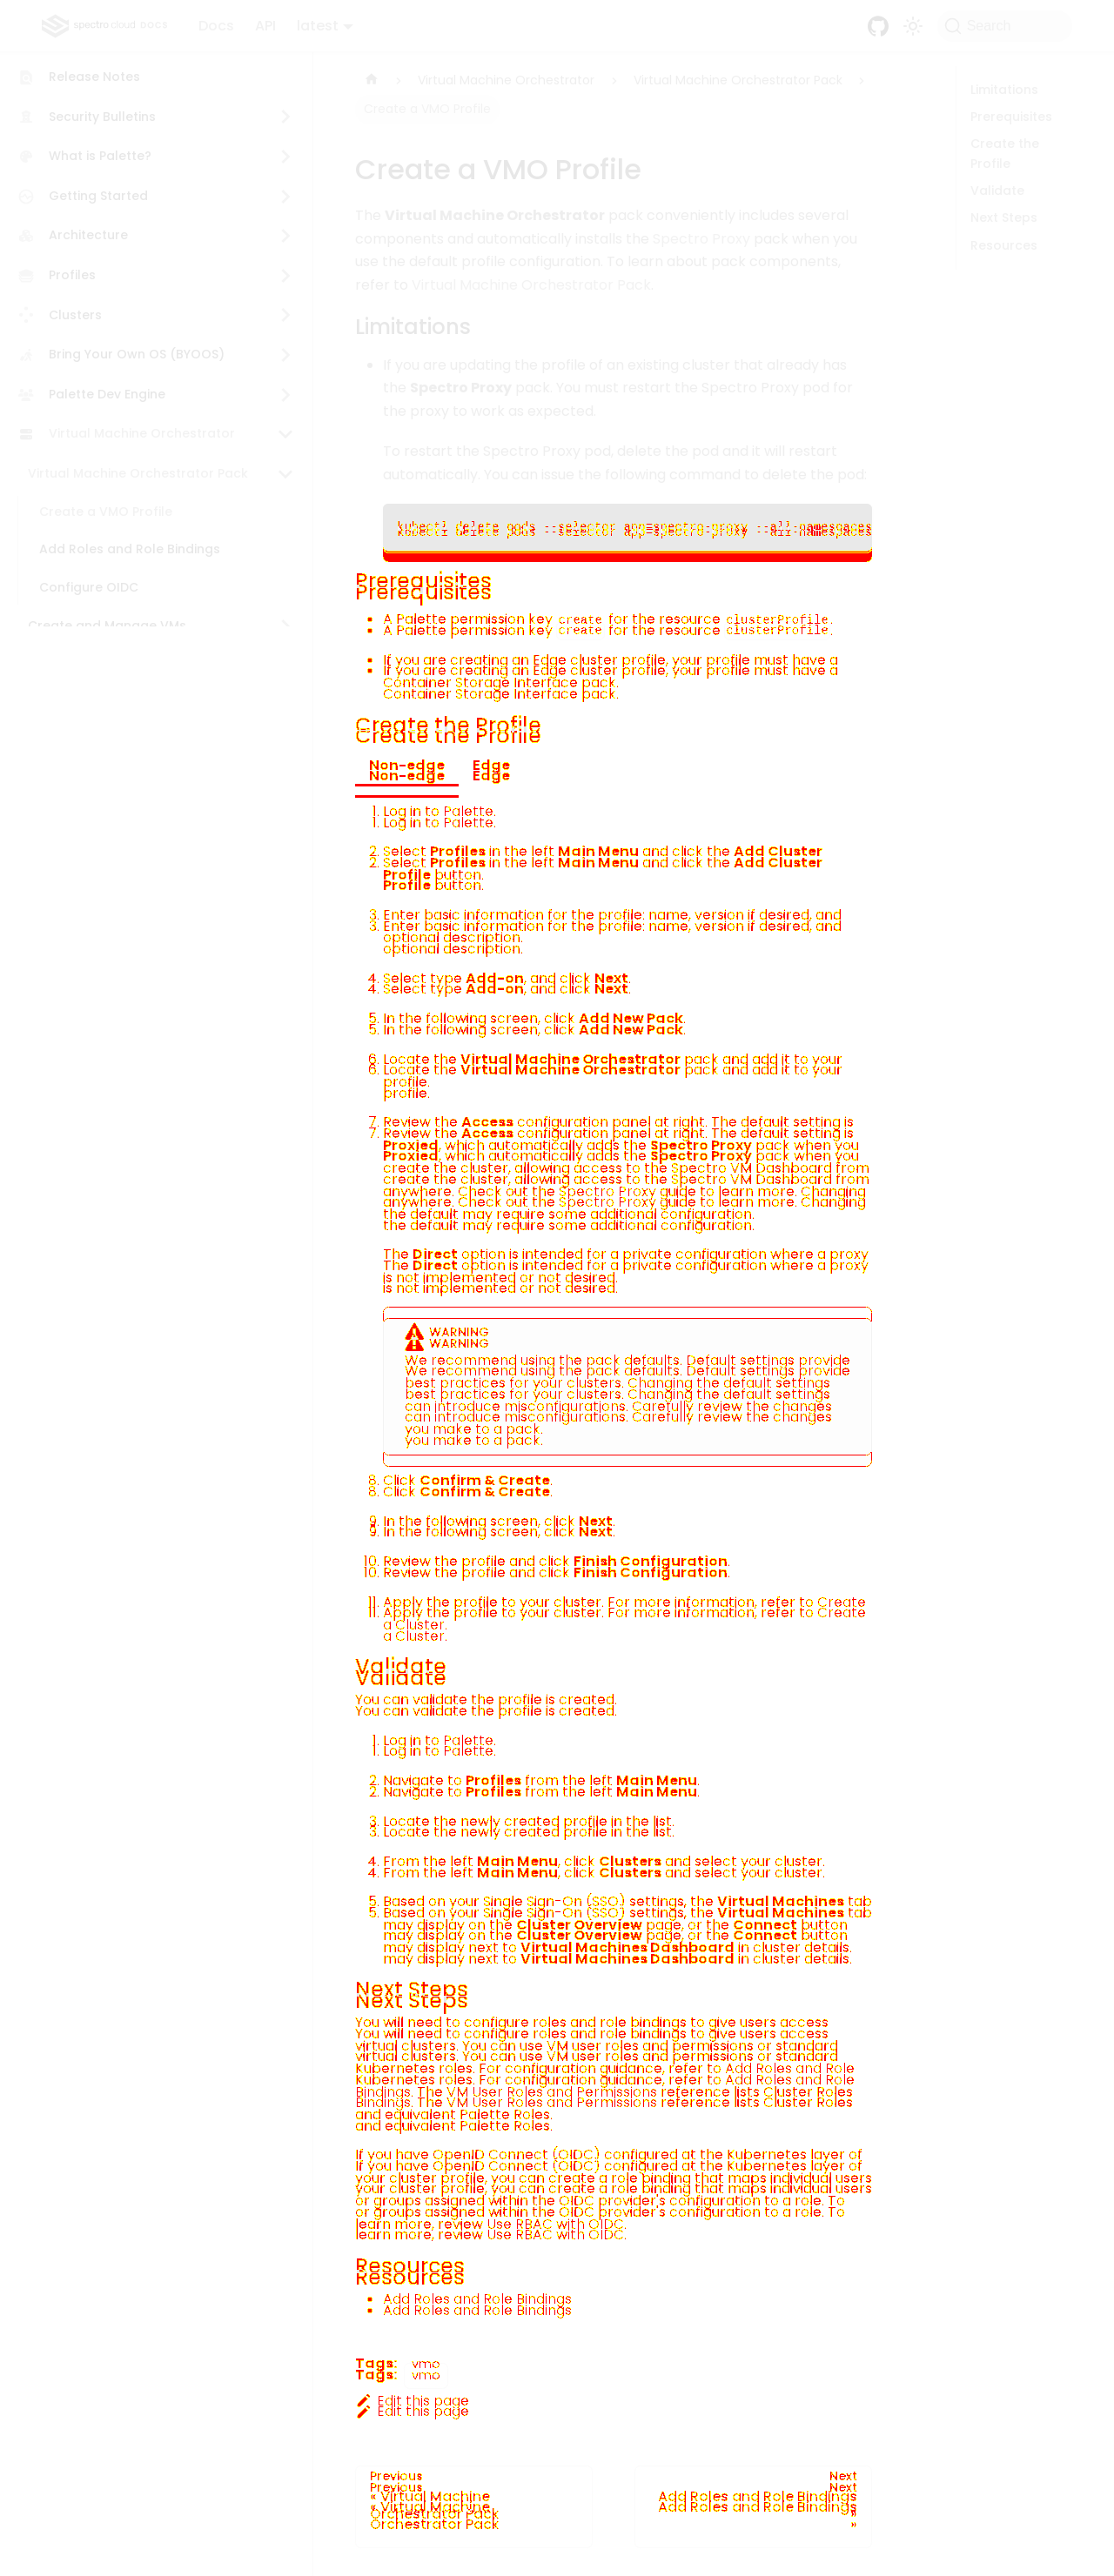 spectro cloud DOCS Docs API latest Search
Release Notes
Security Bulletins
What is Palette?
Getting Started
Architecture
Profiles
Clusters
Bring Your Own OS (BYOOS)
Palette Dev Engine
Virtual Machine Orchestrator
Virtual Machine Orchestrator Pack
Create a VMO Profile
Add Roles and Role Bindings
Configure OIDC
Create and Manage VMs
Virtual Machine Orchestrator > Virtual Machine Orchestrator Pack >
Create a VMO Profile
Create a VMO Profile
The Virtual Machine Orchestrator pack conveniently includes several
components and automatically installs the Spectro Proxy pack when you
use the default profile configuration. To learn about pack components,
refer to Virtual Machine Orchestrator Pack.
Limitations
• If you are updating the profile of an existing cluster that already has
the Spectro Proxy pack. You must restart the Spectro Proxy pod for
the proxy to work as expected.
To restart the Spectro Proxy pod, delete the pod and it will restart
automatically. You can issue the following command to delete the pod:
kubectl delete pods --selector app=spectro-proxy --all-namespaces
Prerequisites
• A Palette permission key create for the resource clusterProfile.
• If you are creating an Edge cluster profile, your profile must have a
Container Storage Interface pack.
Create the Profile
Non-edge Edge
1. Log in to Palette.
2. Select Profiles in the left Main Menu and click the Add Cluster
Profile button.
3. Enter basic information for the profile: name, version if desired, and
optional description.
4. Select type Add-on, and click Next.
5. In the following screen, click Add New Pack.
6. Locate the Virtual Machine Orchestrator pack and add it to your
profile.
7. Review the Access configuration panel at right. The default setting is
Proxied, which automatically adds the Spectro Proxy pack when you
create the cluster, allowing access to the Spectro VM Dashboard from
anywhere. Check out the Spectro Proxy guide to learn more. Changing
the default may require some additional configuration.
The Direct option is intended for a private configuration where a proxy
is not implemented or not desired.
WARNING
We recommend using the pack defaults. Default settings provide
best practices for your clusters. Changing the default settings
can introduce misconfigurations. Carefully review the changes
you make to a pack.
8. Click Confirm & Create.
9. In the following screen, click Next.
10. Review the profile and click Finish Configuration.
11. Apply the profile to your cluster. For more information, refer to Create
a Cluster.
Validate
You can validate the profile is created.
1. Log in to Palette.
2. Navigate to Profiles from the left Main Menu.
3. Locate the newly created profile in the list.
4. From the left Main Menu, click Clusters and select your cluster.
5. Based on your Single Sign-On (SSO) settings, the Virtual Machines tab
may display on the Cluster Overview page, or the Connect button
may display next to Virtual Machines Dashboard in cluster details.
Next Steps
You will need to configure roles and role bindings to give users access
virtual clusters. You can use VM user roles and permissions or standard
Kubernetes roles. For configuration guidance, refer to Add Roles and Role
Bindings. The VM User Roles and Permissions reference lists Cluster Roles
and equivalent Palette Roles.
If you have OpenID Connect (OIDC) configured at the Kubernetes layer of
your cluster profile, you can create a role binding that maps individual users
or groups assigned within the OIDC provider's configuration to a role. To
learn more, review Use RBAC with OIDC.
Resources
• Add Roles and Role Bindings
Tags: vmo
Edit this page
Previous
« Virtual Machine
Orchestrator Pack
Next
Add Roles and Role Bindings
»
Limitations
Prerequisites
Create the
Profile
Validate
Next Steps
Resources